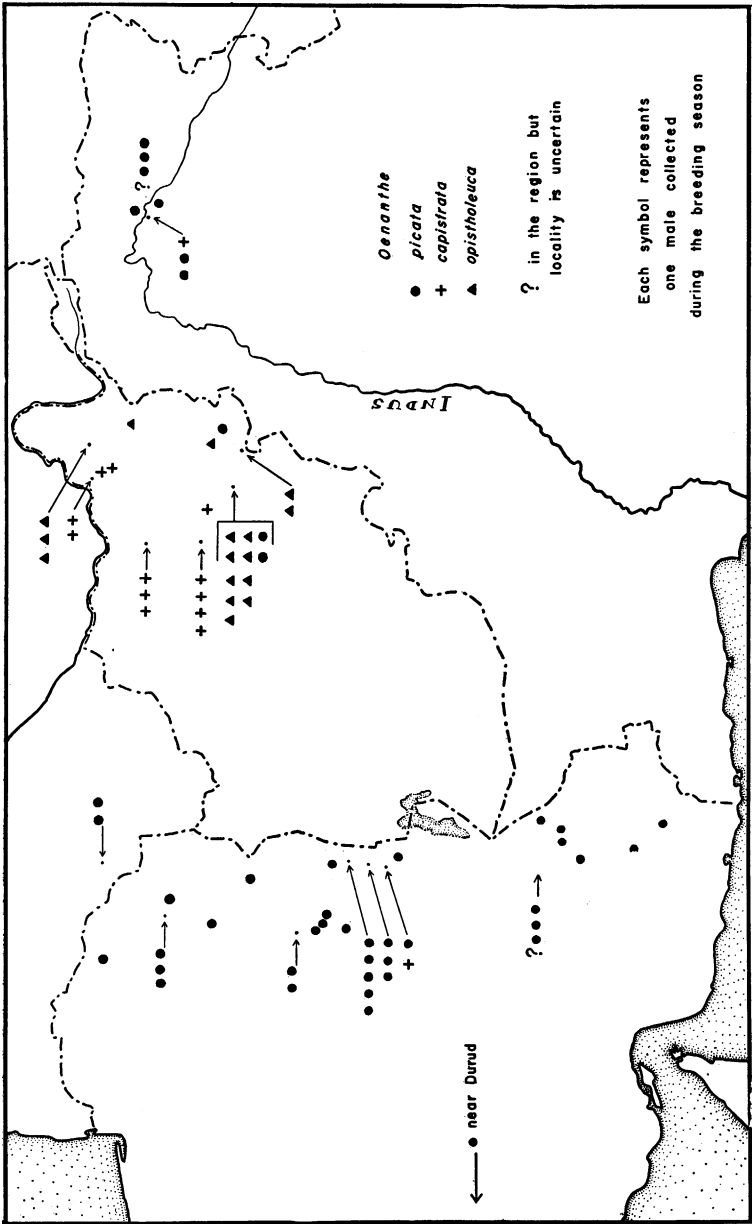 Oenanthe
● picata
+ capistrata
▲ opistholeuca
? in the region but
locality is uncertain
Each symbol represents
one male collected
during the breeding season
INDUS
?
?
near Durud